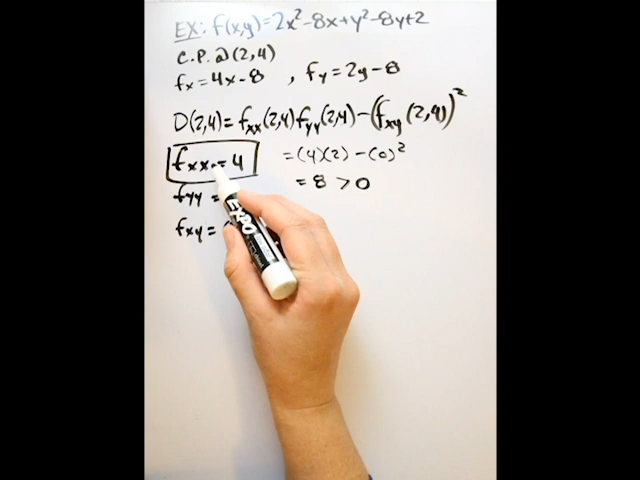 EX: f(x,y)=2x²-8x+y²-8y+2
C.P. @ (2,4)
fx=4x-8 , fy=2y-8
D(2,4)=fxx(2,4)fyy(2,4)-(fxy(2,4))²
fxx=4 =(4)(2)-(0)²
fyy= =8>0
fxy=
EXPO